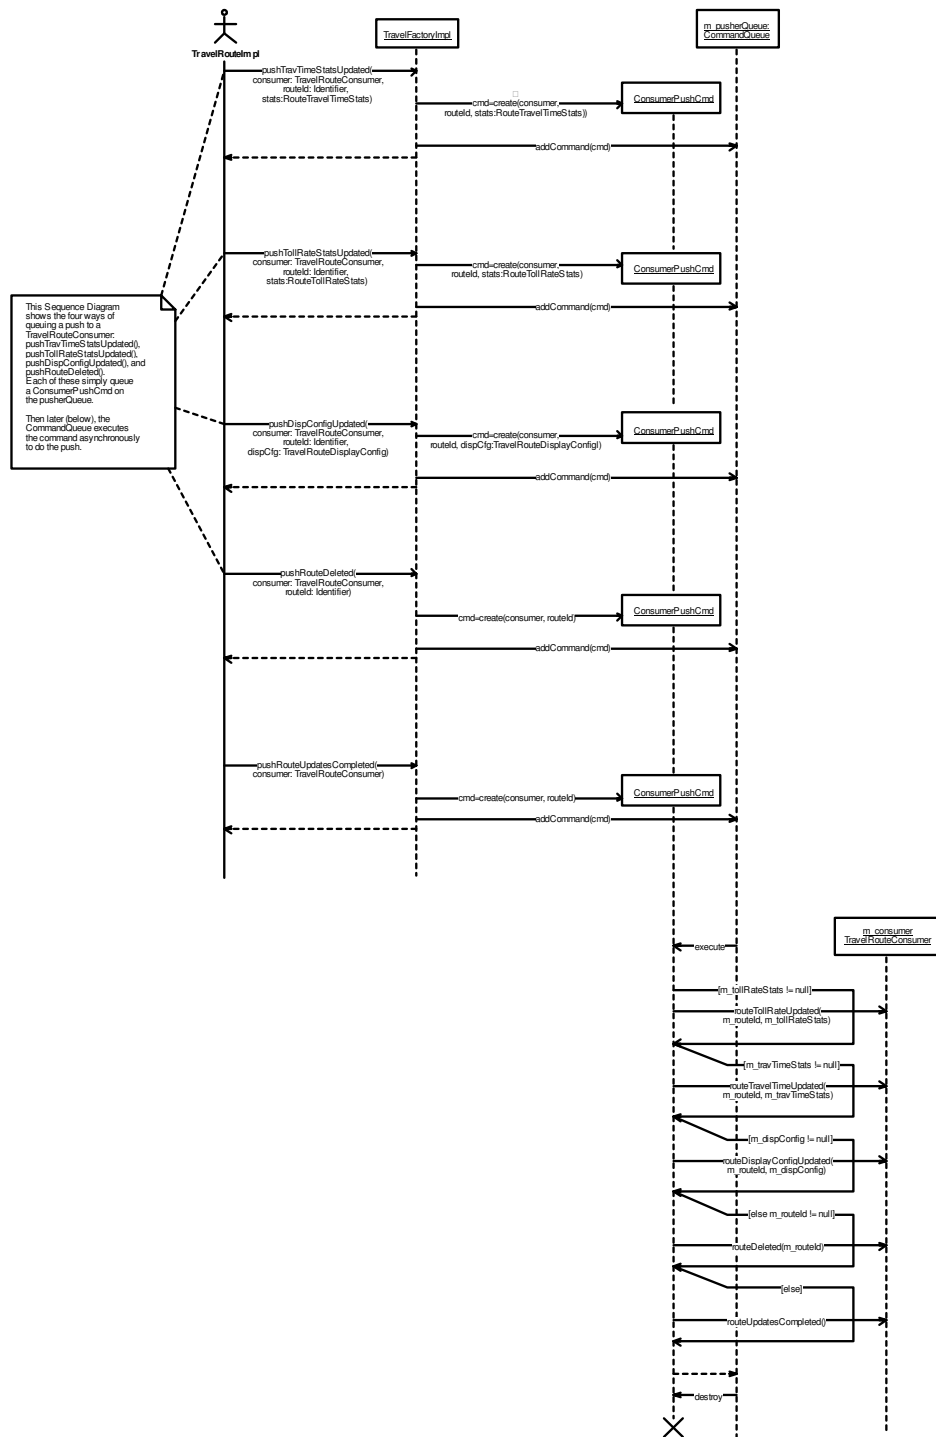 TravelRouteImpl
TravelFactoryImpl
m_pusherQueue:
CommandQueue
pushTravTimeStatsUpdated(
consumer: TravelRouteConsumer,
routeId: Identifier,
stats:RouteTravelTimeStats)
cmd=create(consumer,
routeId, stats:RouteTravelTimeStats))
ConsumerPushCmd
addCommand(cmd)
pushTollRateStatsUpdated(
consumer: TravelRouteConsumer,
routeId: Identifier,
stats:RouteTollRateStats)
cmd=create(consumer,
routeId, stats:RouteTollRateStats)
ConsumerPushCmd
addCommand(cmd)
This Sequence Diagram
shows the four ways of
queuing a push to a
TravelRouteConsumer:
pushTravTimeStatsUpdated(),
pushTollRateStatsUpdated(),
pushDispConfigUpdated(), and
pushRouteDeleted().
Each of these simply queue
a ConsumerPushCmd on
the pusherQueue.
Then later (below), the
CommandQueue executes
the command asynchronously
to do the push.
pushDispConfigUpdated(
consumer: TravelRouteConsumer,
routeId: Identifier,
dispCfg: TravelRouteDisplayConfig)
cmd=create(consumer,
routeId, dispCfg:TravelRouteDisplayConfigI)
ConsumerPushCmd
addCommand(cmd)
pushRouteDeleted(
consumer: TravelRouteConsumer,
routeId: Identifier)
cmd=create(consumer, routeId)
ConsumerPushCmd
addCommand(cmd)
pushRouteUpdatesCompleted(
consumer: TravelRouteConsumer)
cmd=create(consumer, routeId)
ConsumerPushCmd
addCommand(cmd)
m_consumer
TravelRouteConsumer
execute
[m_tollRateStats != null]
routeTollRateUpdated(
m_routeId, m_tollRateStats)
[m_travTimeStats != null]
routeTravelTimeUpdated(
m_routeId, m_travTimeStats)
[m_dispConfig != null]
routeDisplayConfigUpdated(
m_routeId, m_dispConfig)
[else m_routeId != null]
routeDeleted(m_routeId)
[else]
routeUpdatesCompleted()
destroy